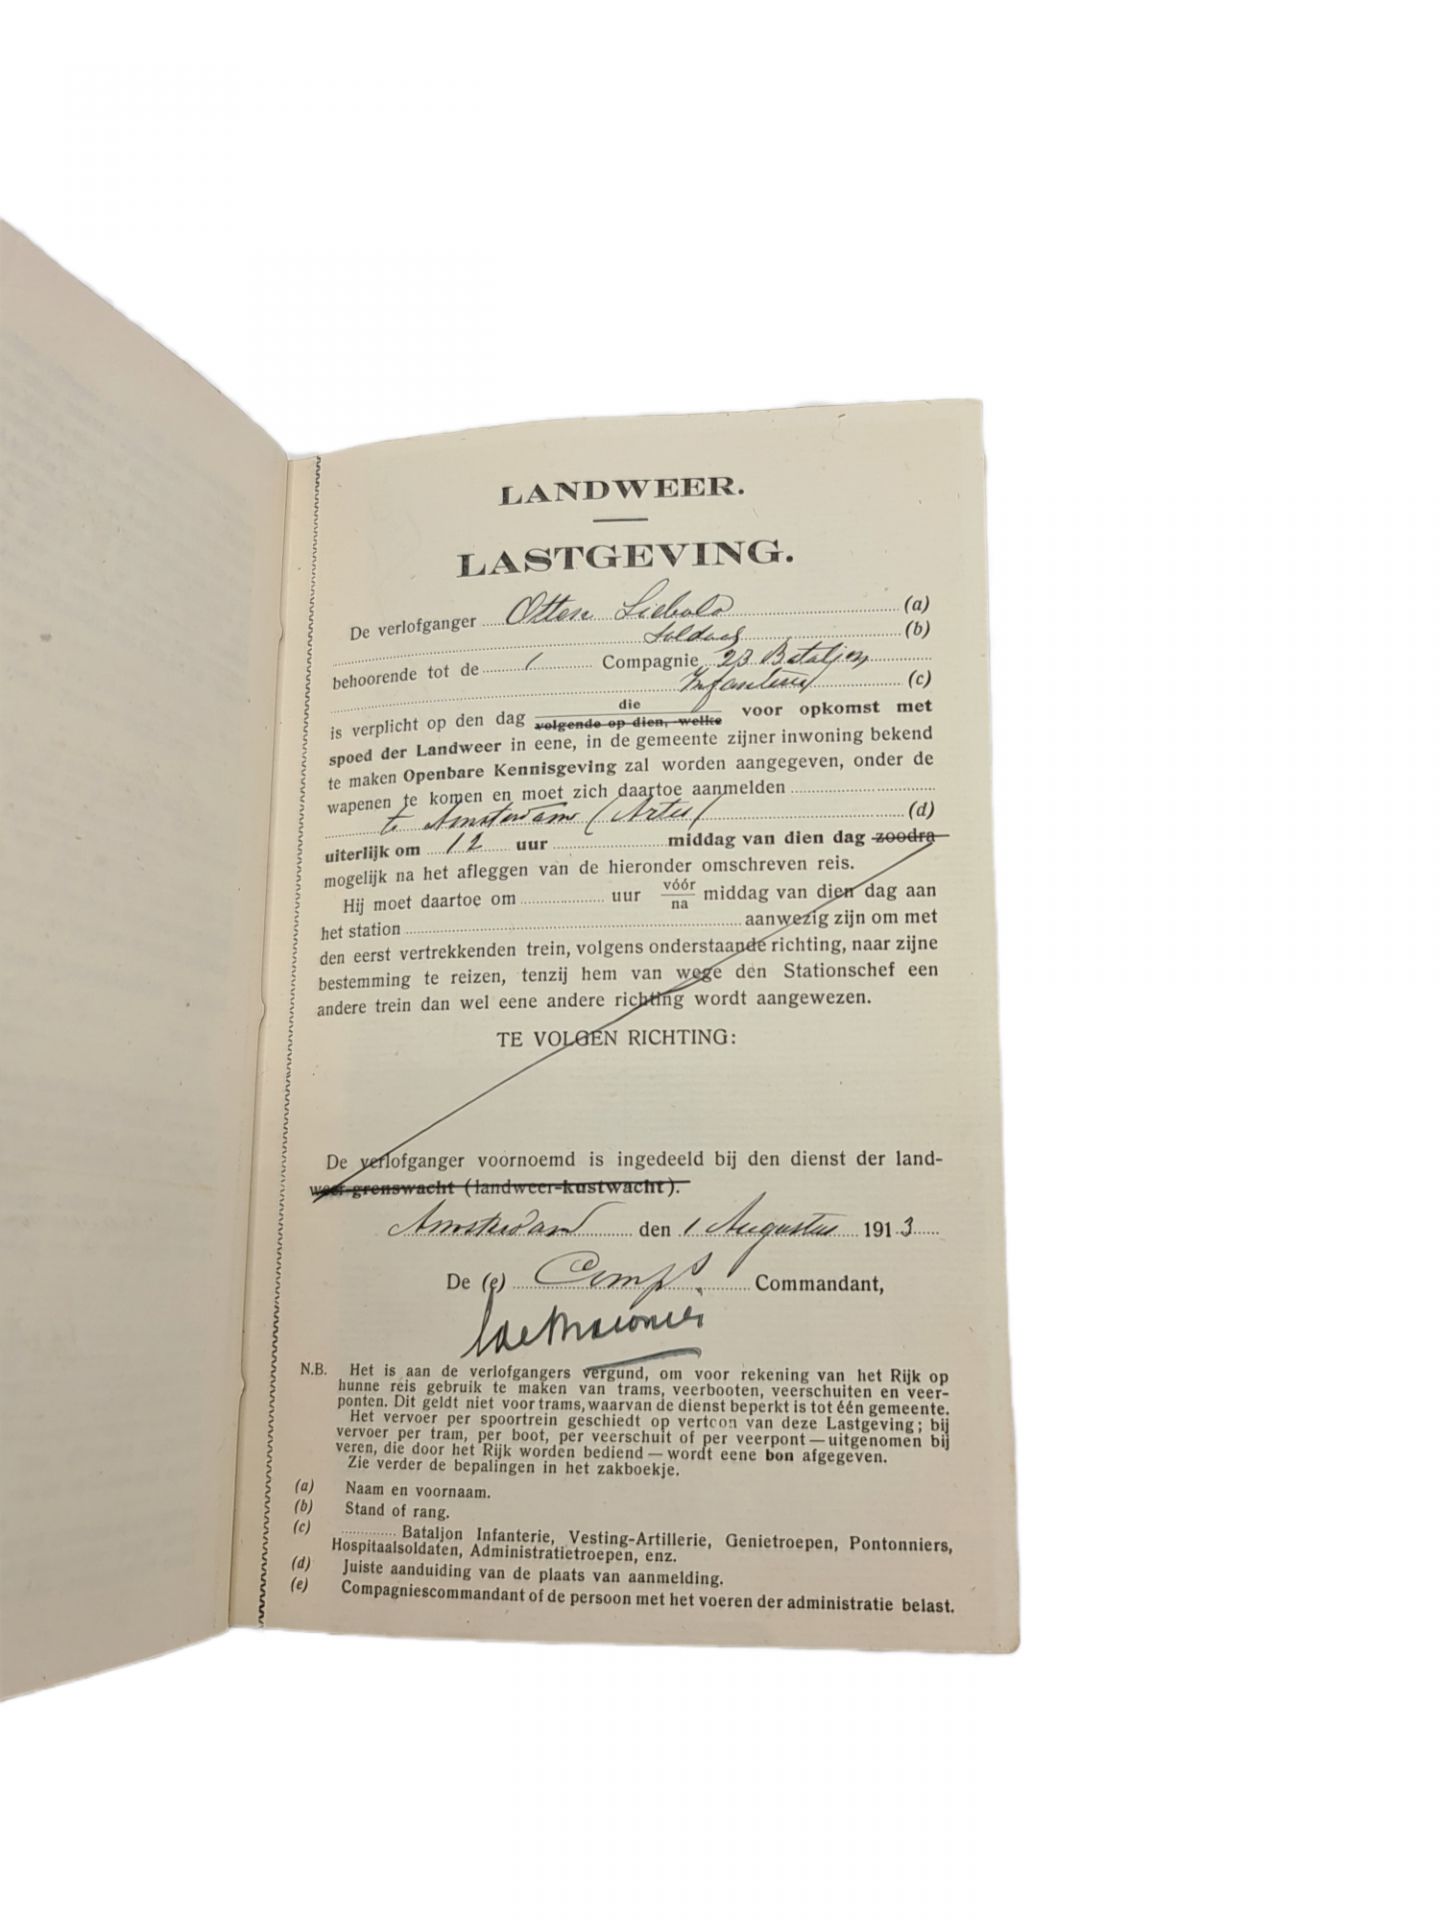 LANDWEER.
LASTGEVING.
De verlofganger Otten Siebold (a)
Soldaat (b)
behoorende tot de 1 Compagnie 23 Bataljon
Infanterie (c)
is verplicht op den dag die volgende op dien, welke voor opkomst met
spoed der Landweer in eene, in de gemeente zijner inwoning bekend
te maken Openbare Kennisgeving zal worden aangegeven, onder de
wapenen te komen en moet zich daartoe aanmelden
te Amsterdam (Artis) (d)
uiterlijk om 12 uur middag van dien dag zoodra
mogelijk na het afleggen van de hieronder omschreven reis.
Hij moet daartoe om uur vóór na middag van dien dag aan
het station aanwezig zijn om met
den eerst vertrekkenden trein, volgens onderstaande richting, naar zijne
bestemming te reizen, tenzij hem van wege den Stationschef een
andere trein dan wel eene andere richting wordt aangewezen.
TE VOLGEN RICHTING:
De verlofganger voornoemd is ingedeeld bij den dienst der land-
weer-grenswacht (landweer-kustwacht).
Amsterdam den 1 Augustus 1913
De (e) Comps. Commandant,
N.B. Het is aan de verlofgangers vergund, om voor rekening van het Rijk op
hunne reis gebruik te maken van trams, veerbooten, veerschuiten en veer-
ponten. Dit geldt niet voor trams, waarvan de dienst beperkt is tot één gemeente.
Het vervoer per spoortrein geschiedt op vertoon van deze Lastgeving; bij
vervoer per tram, per boot, per veerschuit of per veerpont — uitgenomen bij
veren, die door het Rijk worden bediend — wordt eene bon afgegeven.
Zie verder de bepalingen in het zakboekje.
(a) Naam en voornaam.
(b) Stand of rang.
(c) Bataljon Infanterie, Vesting-Artillerie, Genietroepen, Pontonniers,
Hospitaalsoldaten, Administratietroepen, enz.
(d) Juiste aanduiding van de plaats van aanmelding.
(e) Compagniescommandant of de persoon met het voeren der administratie belast.